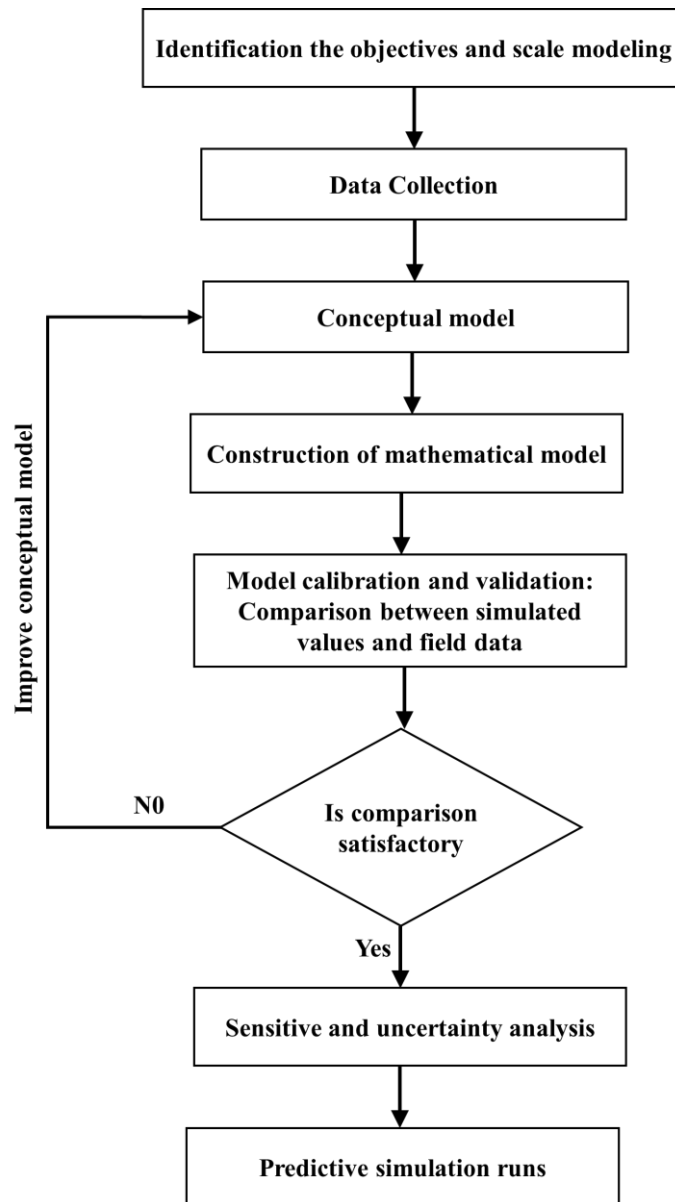 Identification the objectives and scale modeling
Data Collection
Conceptual model
Construction of mathematical model
Model calibration and validation:
Comparison between simulated
values and field data
Improve conceptual model
N0
Is comparison
satisfactory
Yes
Sensitive and uncertainty analysis
Predictive simulation runs